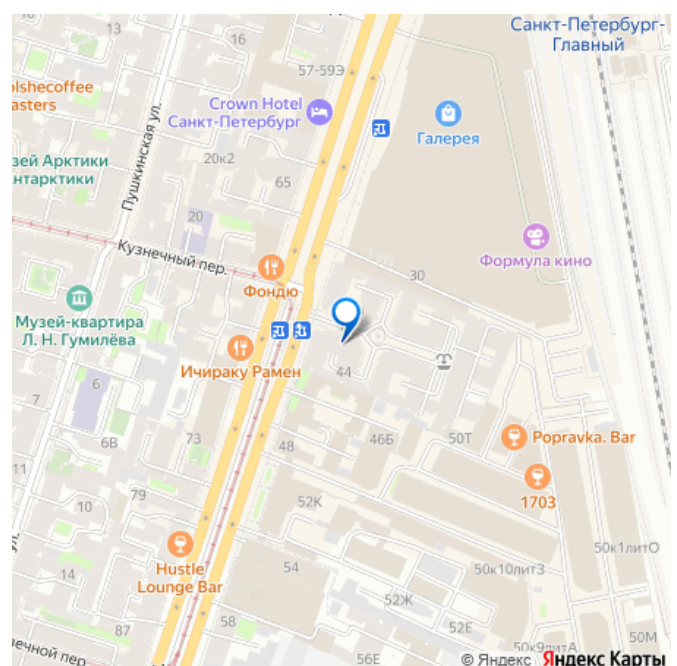 Санкт-Петербург-
Главный
13
16
57-59Э
olshecoffee
asters
Crown Hotel
Санкт-Петербург
Галерея
Пушкинская ул.
зей Арктики
нтарктики
20к2
65
20
Кузнечный пер.
Формула кино
30
Фондю
Музей-квартира
Л. Н. Гумилёва
Ичираку Рамен
44
6
7
6В
73
48
46Б
50Т
Popravka. Bar
11
79
1703
10
52К
50к1литО
Hustle
Lounge Bar
14
54
50к10лит3
52Ж
58
52Е
87
50М
ечной пер.
56Е
50к9литА
© Яндекс Яндекс Карты